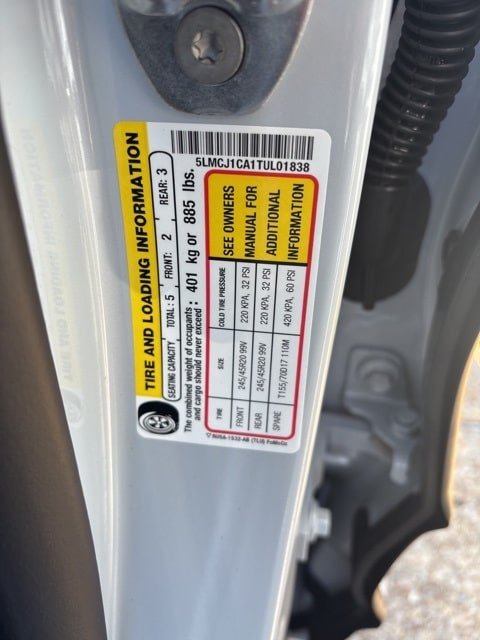 5LMCJ1CA1TUL01838
TIRE AND LOADING INFORMATION
SEATING CAPACITY TOTAL: 5 FRONT: 2 REAR: 3
The combined weight of occupants
and cargo should never exceed: 401 kg or 885 lbs.
TIRE SIZE COLD TIRE PRESSURE SEE OWNERS
FRONT 245/45R20 99V 220 KPA, 32 PSI MANUAL FOR
REAR 245/45R20 99V 220 KPA, 32 PSI ADDITIONAL
SPARE T155/70D17 110M 420 KPA, 60 PSI INFORMATION